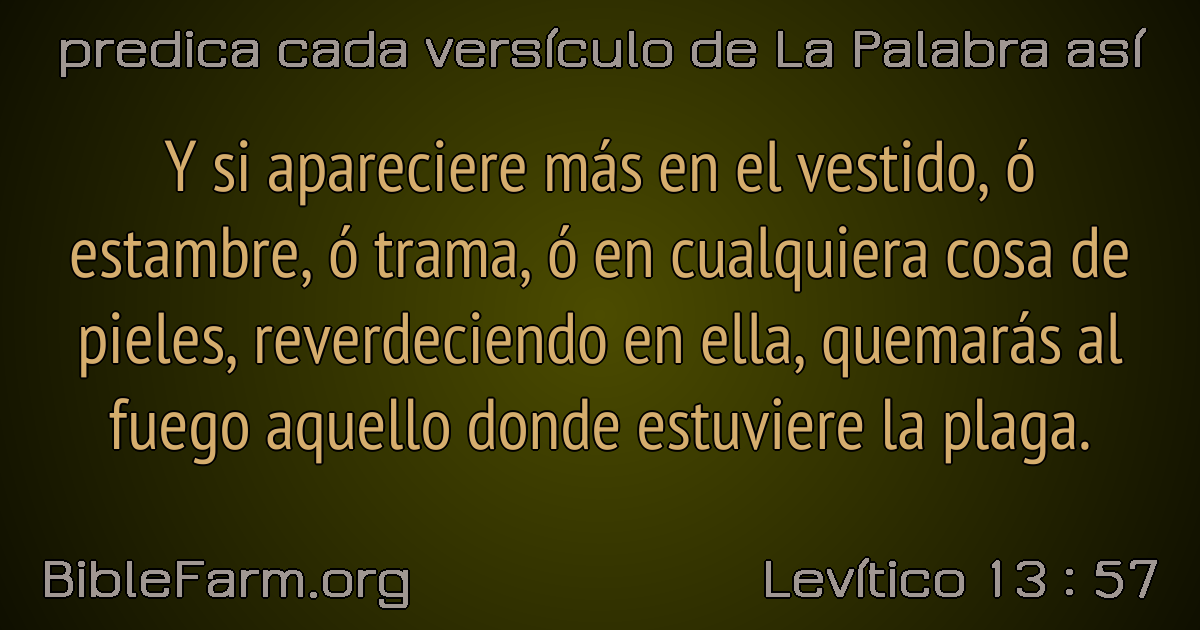 predica cada versículo de La Palabra así
Y si apareciere más en el vestido, ó
estambre, ó trama, ó en cualquiera cosa de
pieles, reverdeciendo en ella, quemarás al
fuego aquello donde estuviere la plaga.
BibleFarm.org
Levítico 13 : 57